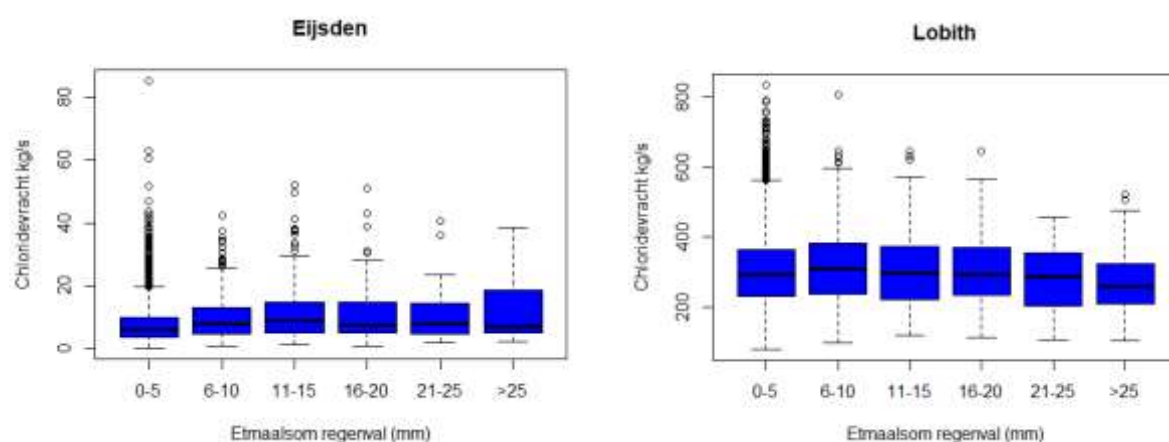 Eijsden
Chloridevracht kg/s
80
60
40
20
0
0-5 6-10 11-15 16-20 21-25 >25
Etmaalsom regenval (mm)
Lobith
Chloridevracht kg/s
800
600
400
200
0-5 6-10 11-15 16-20 21-25 >25
Etmaalsom regenval (mm)